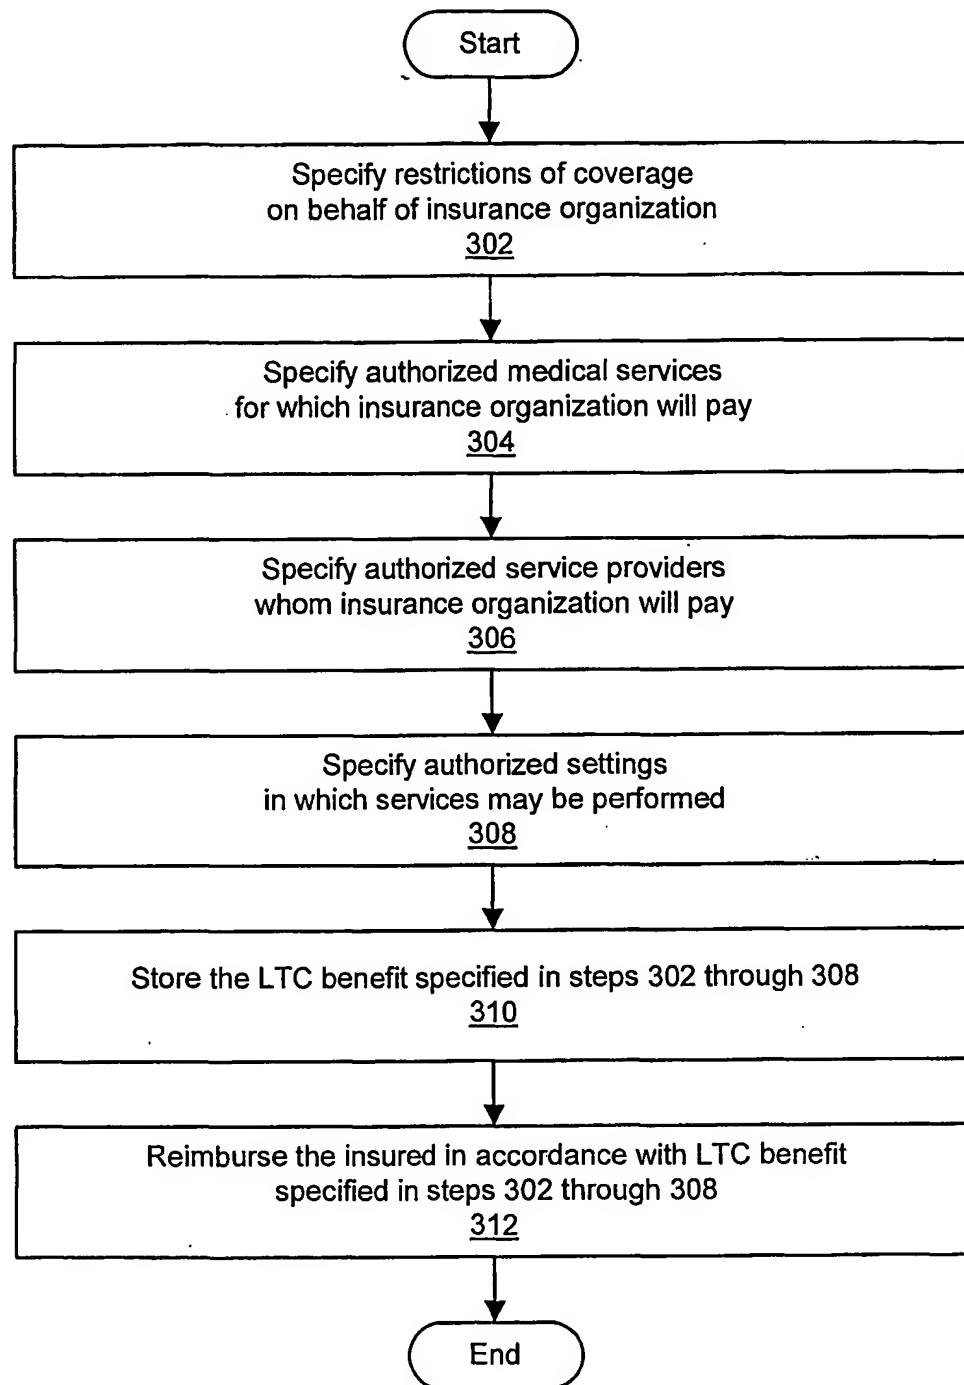 Start
Specify restrictions of coverage
on behalf of insurance organization
302
Specify authorized medical services
for which insurance organization will pay
304
Specify authorized service providers
whom insurance organization will pay
306
Specify authorized settings
in which services may be performed
308
Store the LTC benefit specified in steps 302 through 308
310
Reimburse the insured in accordance with LTC benefit
specified in steps 302 through 308
312
End